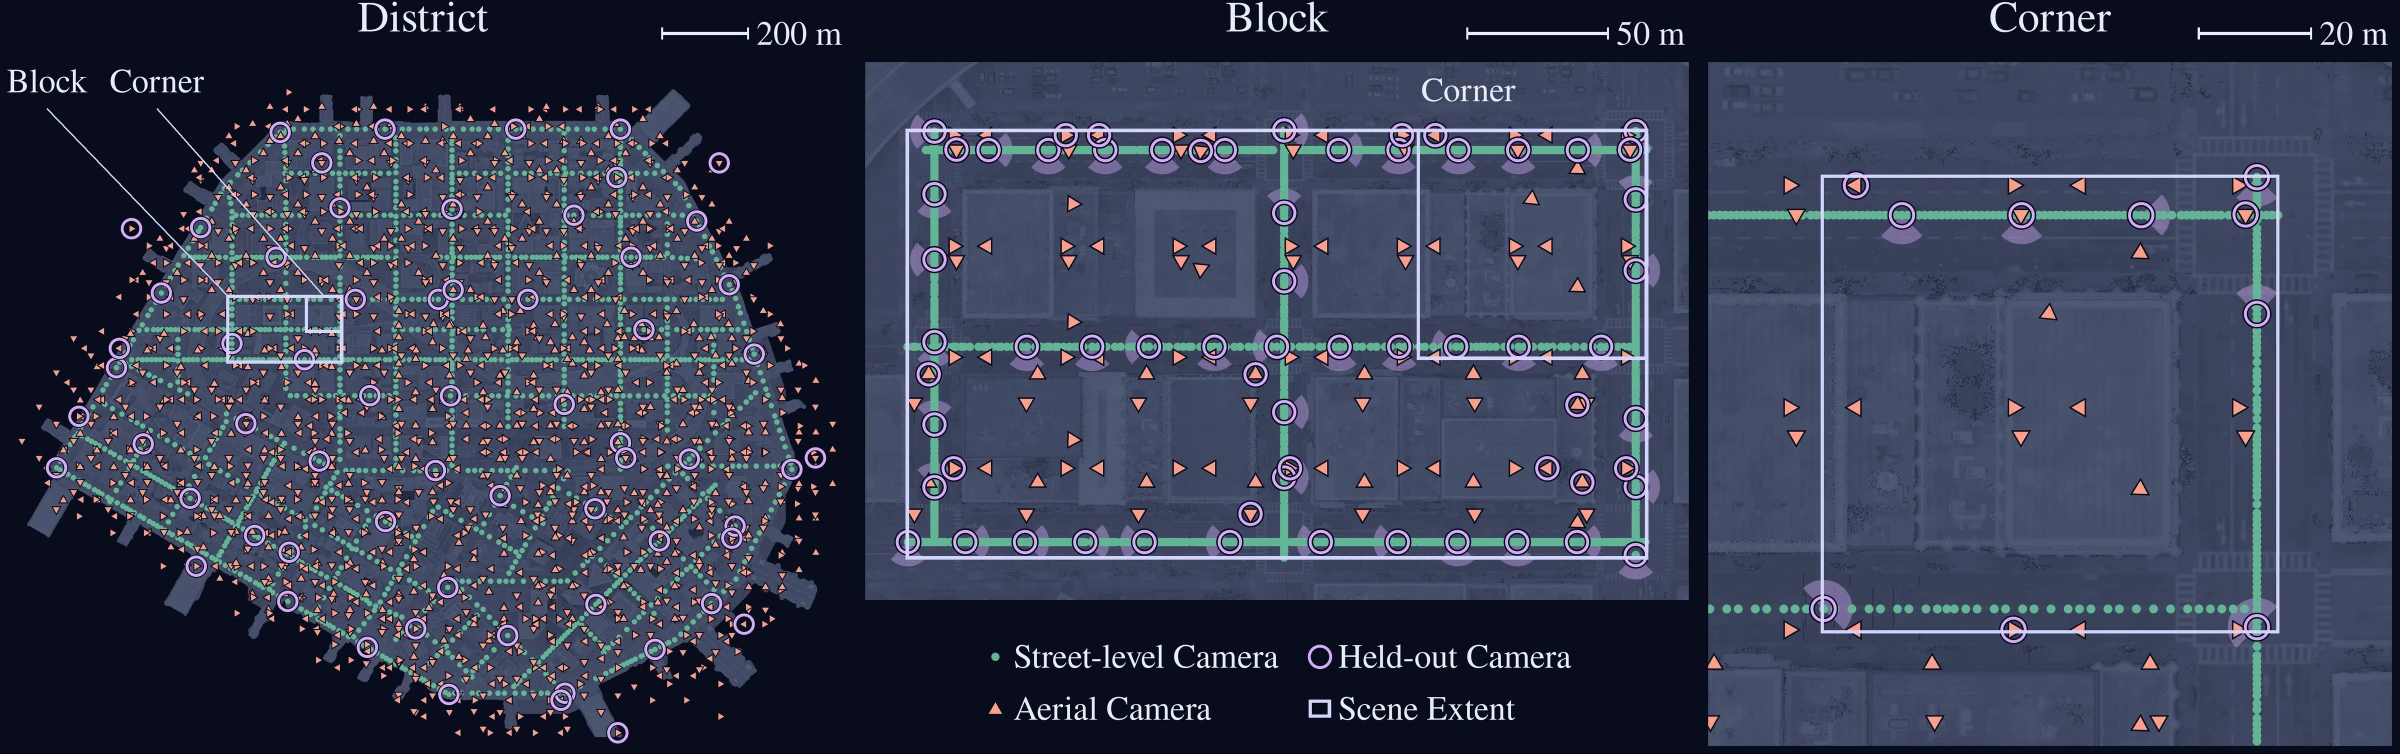 District
200 m
Block
50 m
Corner
20 m
Block
Corner
Corner
Street-level Camera
Held-out Camera
Aerial Camera
Scene Extent